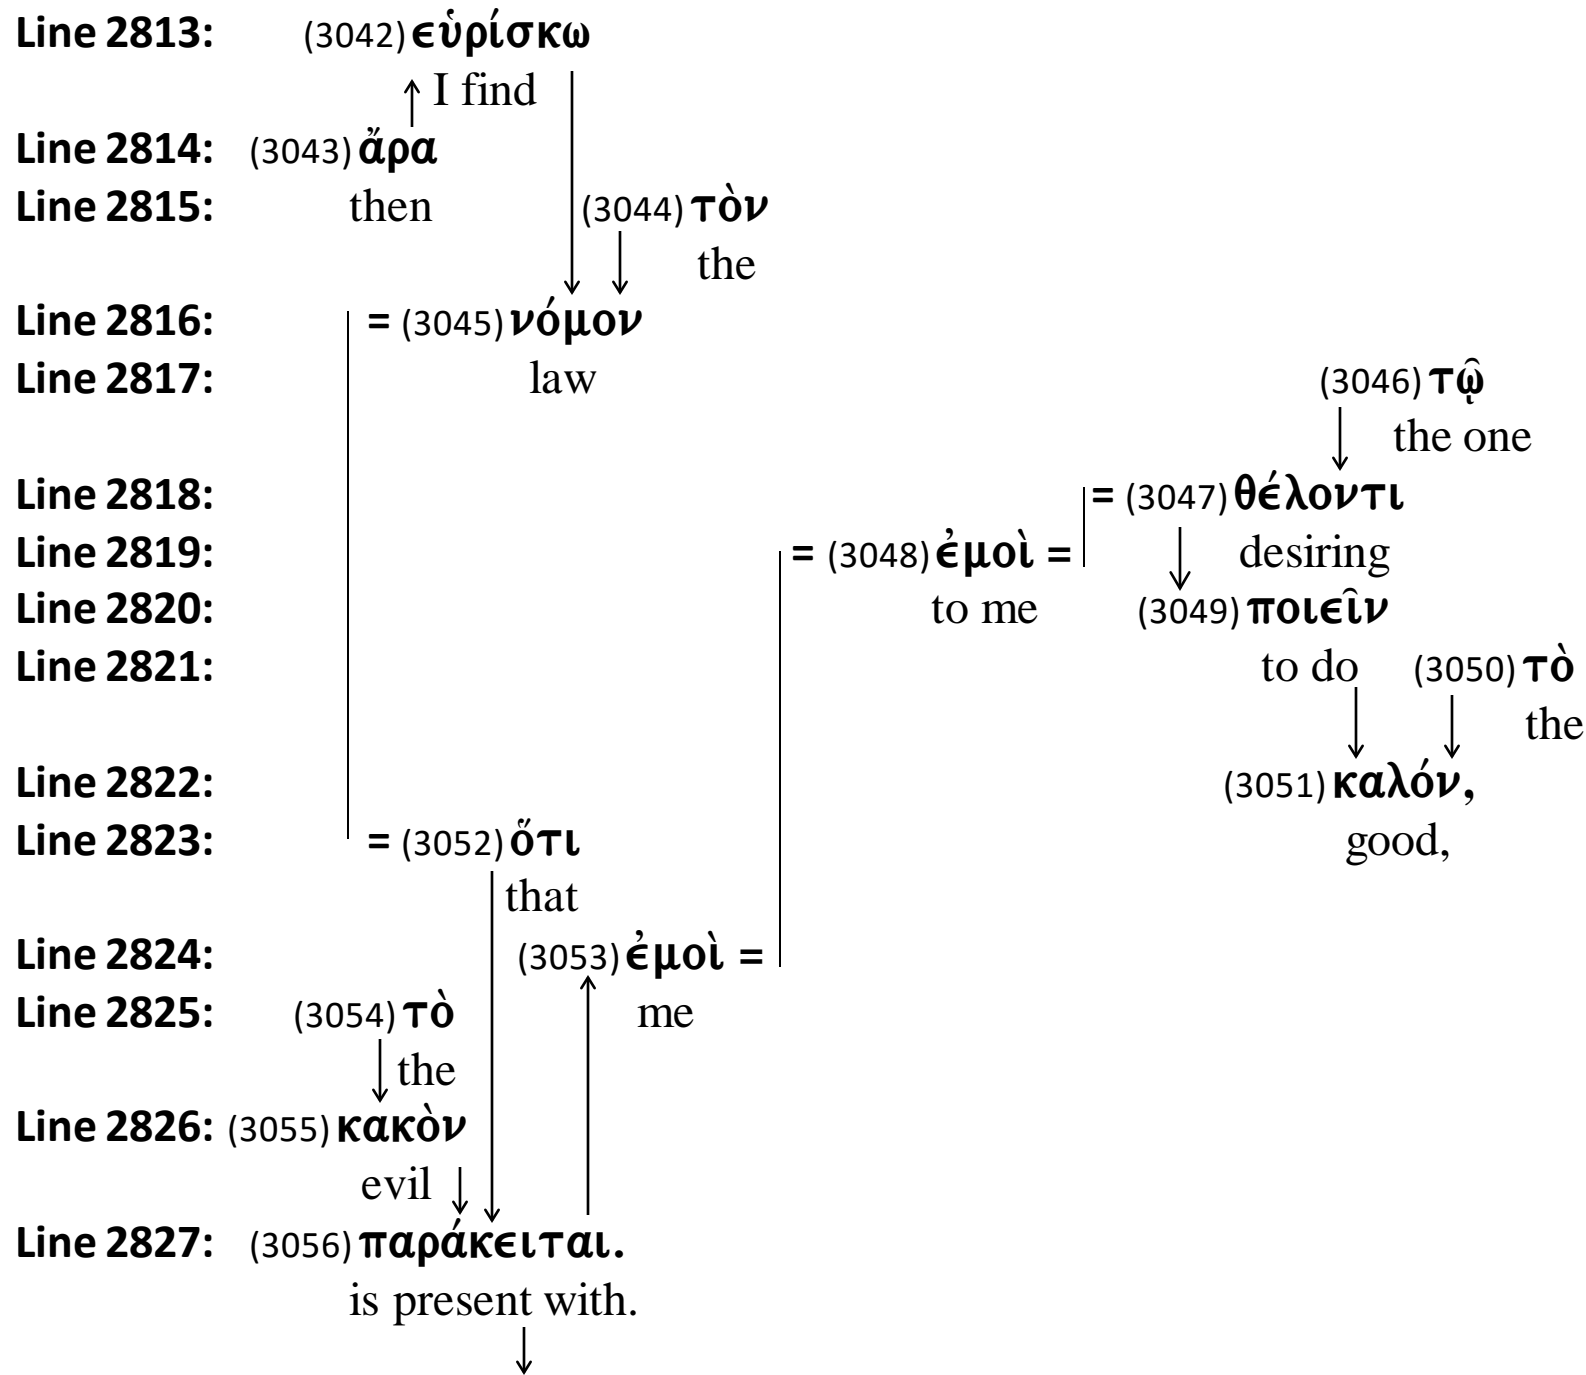 Line 2813: (3042) εὑρίσκω
I find
Line 2814: (3043) ἄρα
Line 2815: then (3044) τὸν
the
Line 2816: = (3045) νόμον
Line 2817: law (3046) τῷ
the one
Line 2818: = (3047) θέλοντι
Line 2819: = (3048) ἐμοὶ = desiring
Line 2820: to me (3049) ποιεῖν
Line 2821: to do (3050) τὸ
the
Line 2822: (3051) καλόν,
Line 2823: = (3052) ὅτι good,
that
Line 2824: (3053) ἐμοὶ =
Line 2825: (3054) τὸ me
the
Line 2826: (3055) κακὸν
evil
Line 2827: (3056) παράκειται.
is present with.